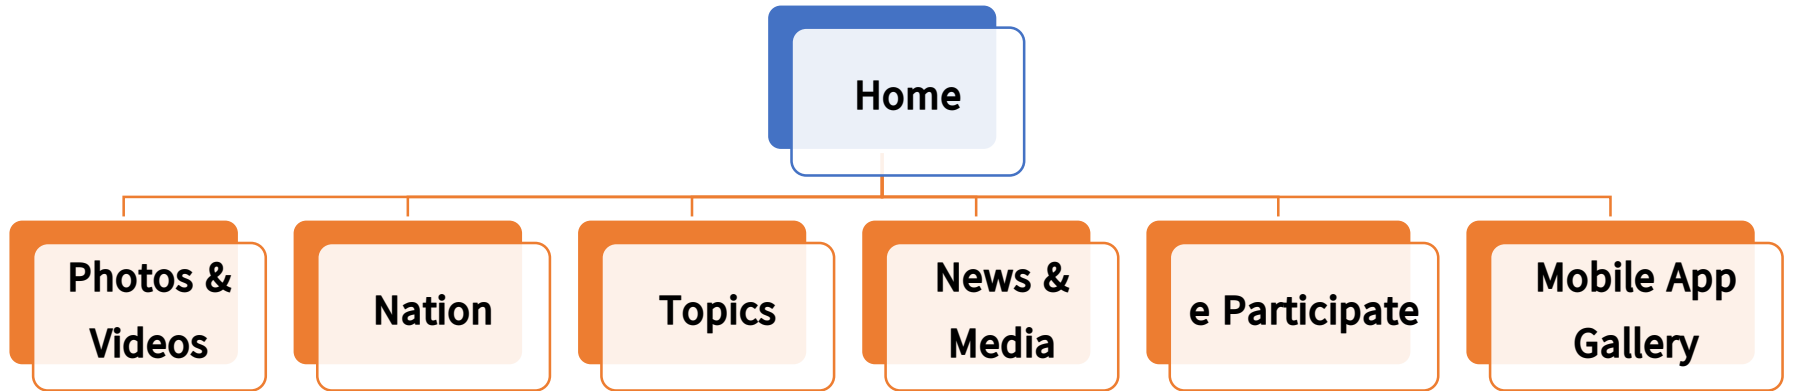 Home
Photos &
Videos
Nation
Topics
News &
Media
e Participate
Mobile App
Gallery